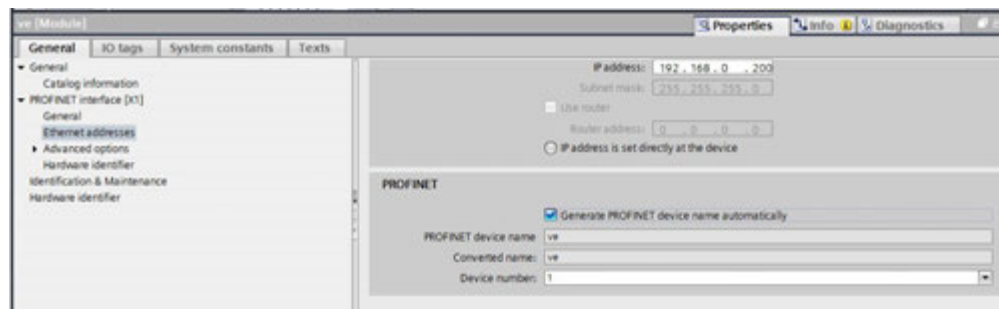 ve [Module]
Properties Info Diagnostics
General IO tags System constants Texts
General
Catalog information
PROFINET interface [X1]
General
Ethernet addresses
Advanced options
Hardware identifier
Identification & Maintenance
Hardware identifier
IP address: 192 . 168 . 0 . 200
Subnet mask: 255 . 255 . 255 . 0
Use router
Router address: 0 . 0 . 0 . 0
IP address is set directly at the device
PROFINET
Generate PROFINET device name automatically
PROFINET device name ve
Converted name: ve
Device number: 1